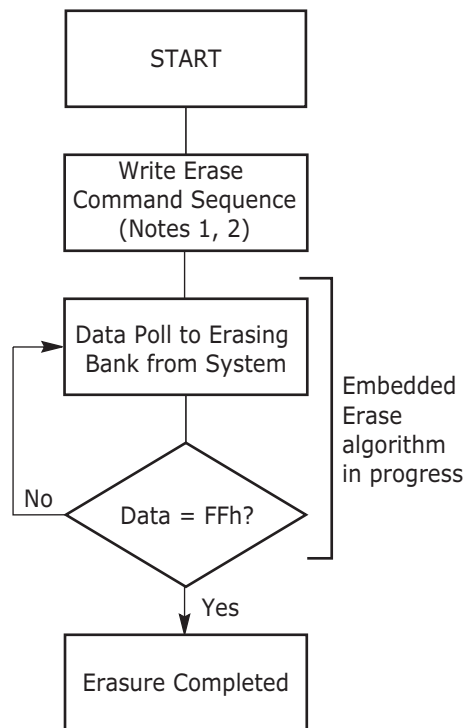 START
Write Erase
Command Sequence
(Notes 1, 2)
Data Poll to Erasing
Bank from System
Embedded
Erase
algorithm
in progress
No
Data = FFh?
Yes
Erasure Completed